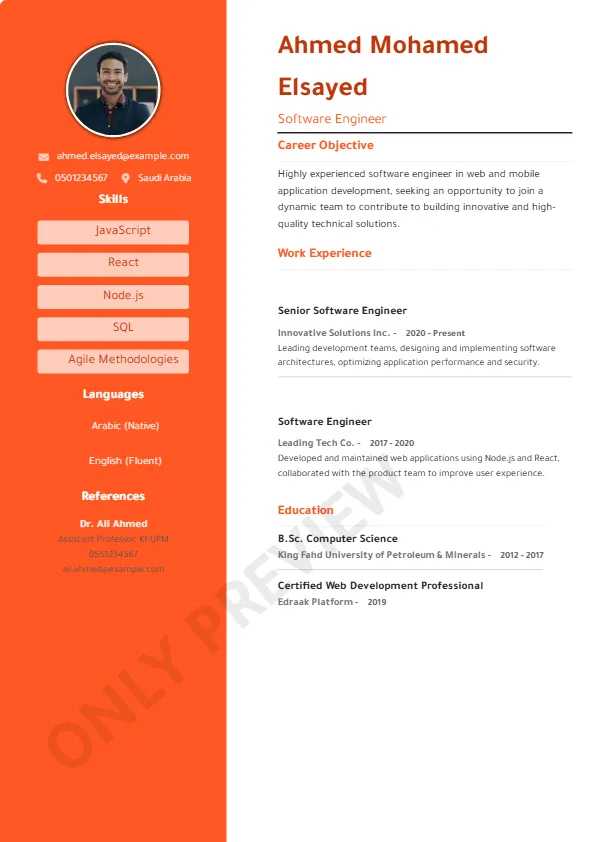 ahmed.elsayed@example.com
0501234567 Saudi Arabia
Skills
JavaScript
React
Node.js
SQL
Agile Methodologies
Languages
Arabic (Native)
English (Fluent)
References
Dr. Ali Ahmed
Assistant Professor, KFUPM
0551234567
ali.ahmed@example.com
Ahmed Mohamed
Elsayed
Software Engineer
Career Objective
Highly experienced software engineer in web and mobile
application development, seeking an opportunity to join a
dynamic team to contribute to building innovative and high-
quality technical solutions.
Work Experience
Senior Software Engineer
Innovative Solutions Inc. - 2020 - Present
Leading development teams, designing and implementing software
architectures, optimizing application performance and security.
Software Engineer
Leading Tech Co. - 2017 - 2020
Developed and maintained web applications using Node.js and React,
collaborated with the product team to improve user experience.
Education
B.Sc. Computer Science
King Fahd University of Petroleum & Minerals - 2012 - 2017
Certified Web Development Professional
Edraak Platform - 2019
ONLY PREVIEW